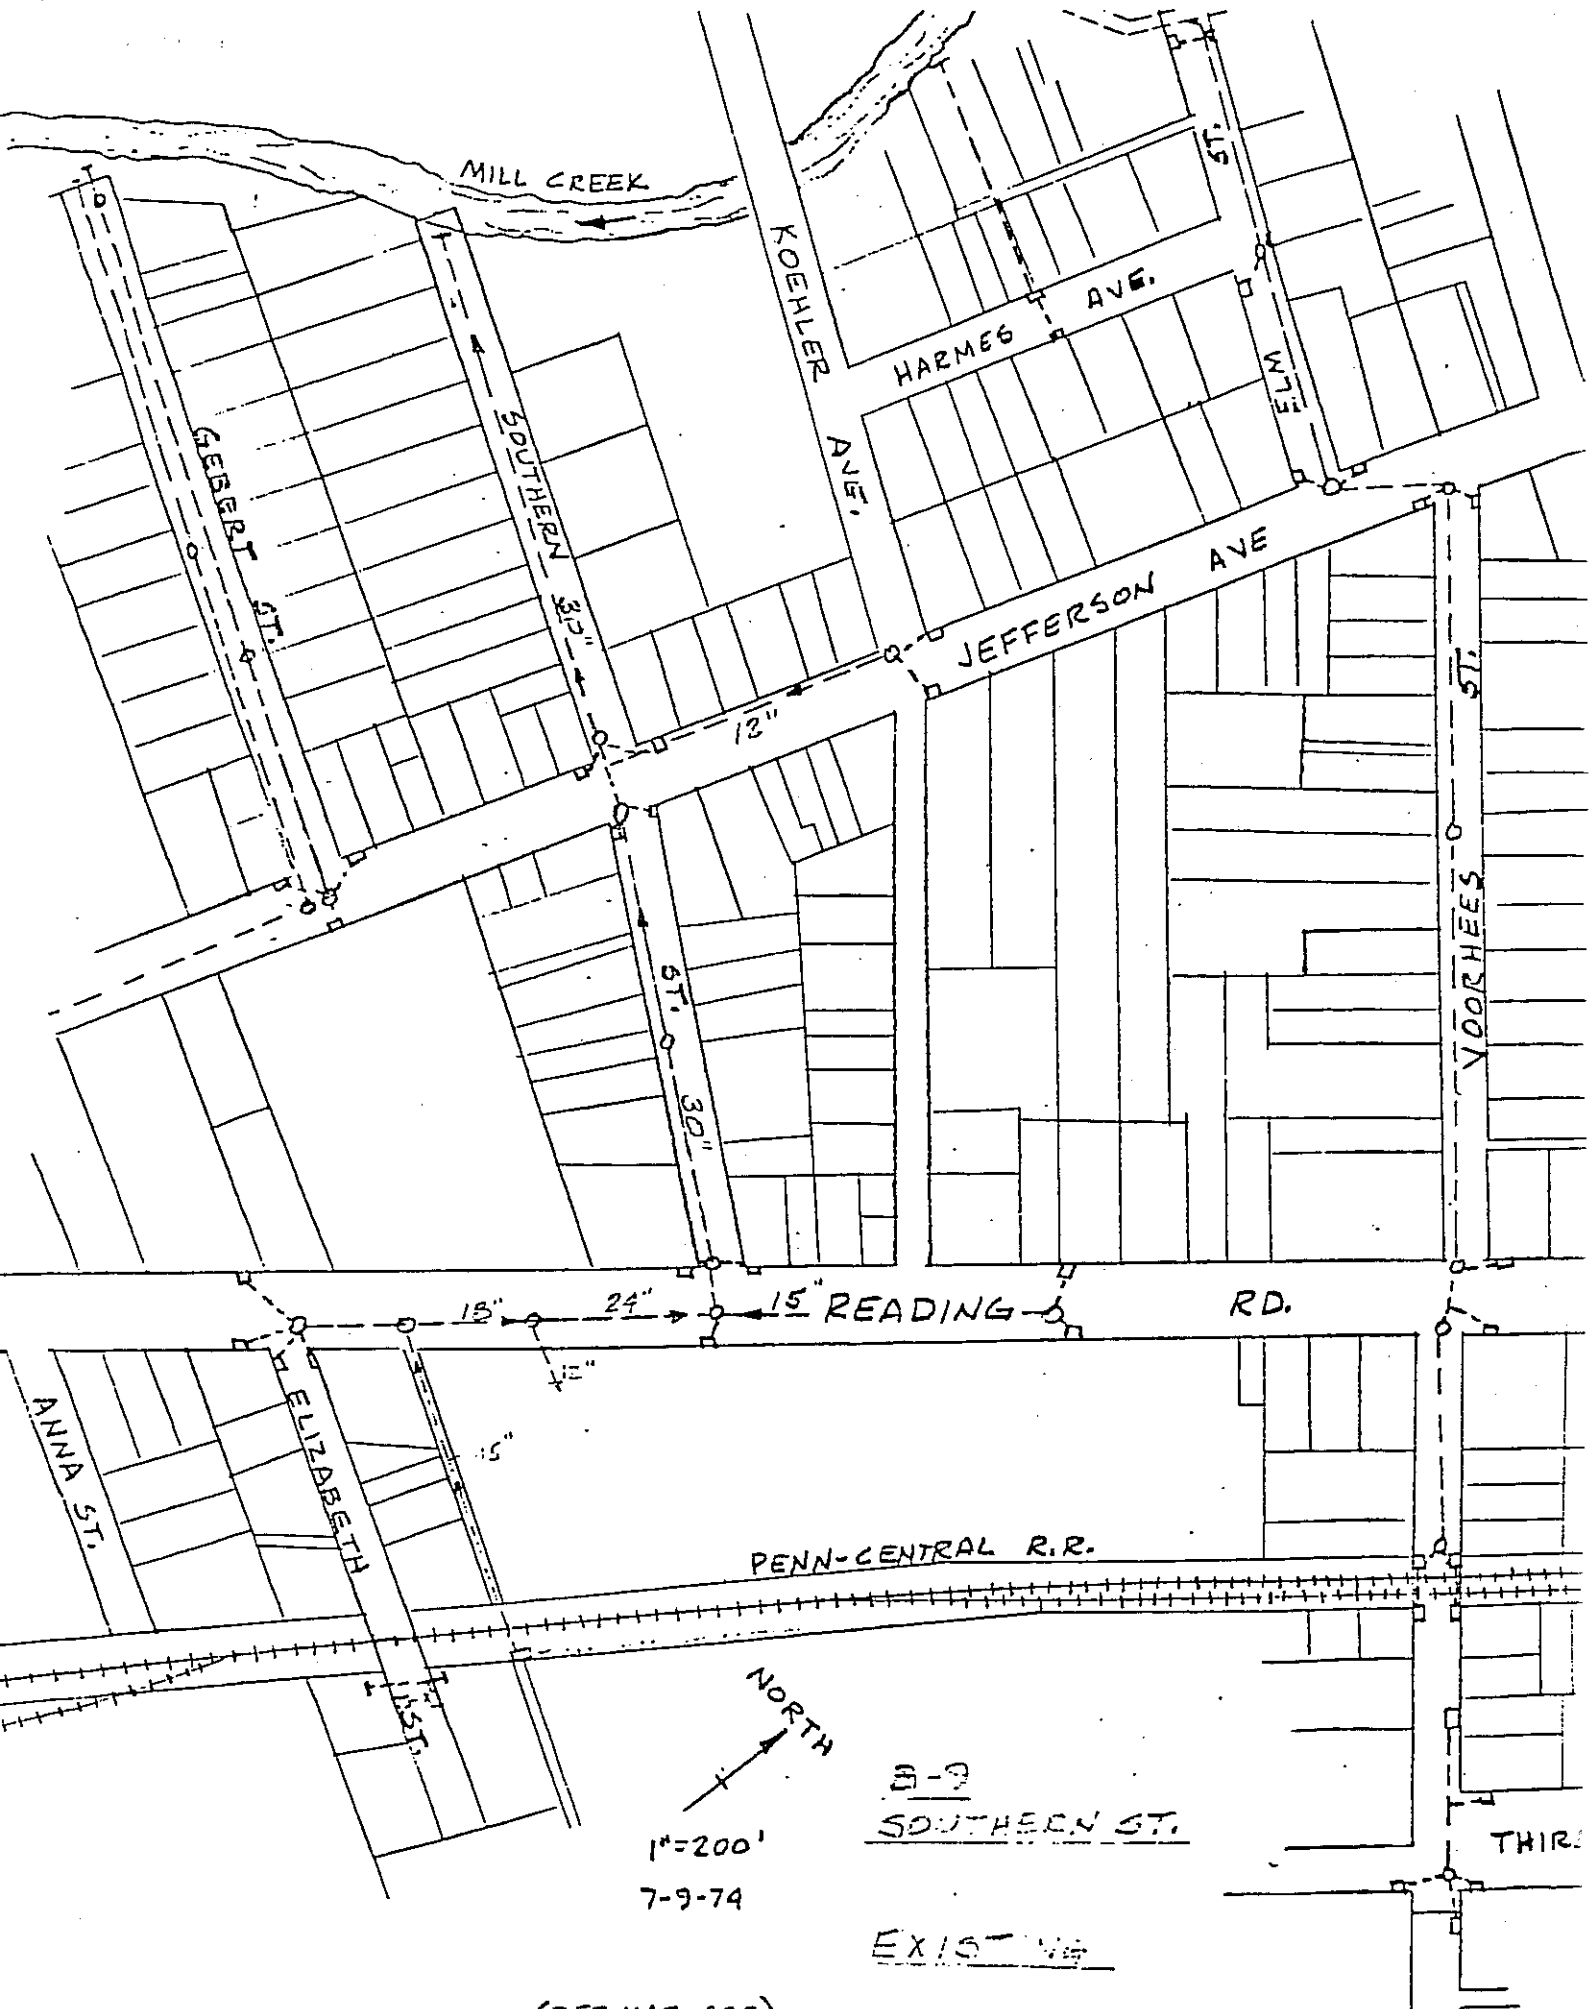 MILL CREEK
KOEHLER
AVE.
HARMES AVE.
ELM
ST.
GEBERT
ST.
SOUTHERN
30"
JEFFERSON AVE
12"
ST.
30"
VOORHEES
ST.
18"
24"
15"
READING
RD.
12"
15"
ANNA ST.
ELIZABETH
ST.
PENN-CENTRAL R.R.
NORTH
1"=200'
7-9-74
B-9
SOUTHERN ST.
THIR